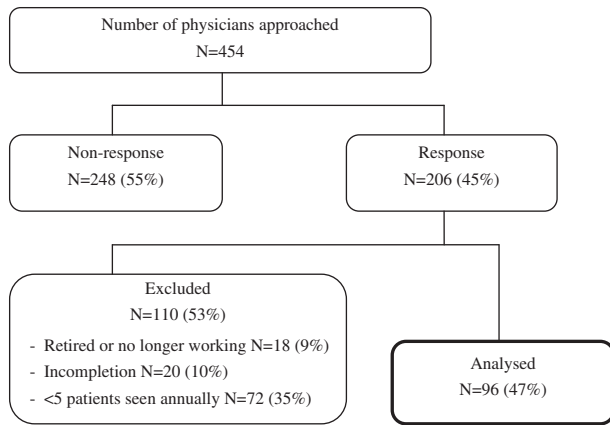 Number of physicians approached
N=454
Non-response
N=248 (55%)
Response
N=206 (45%)
Excluded
N=110 (53%)
- Retired or no longer working N=18 (9%)
- Incompletion N=20 (10%)
- <5 patients seen annually N=72 (35%)
Analysed
N=96 (47%)